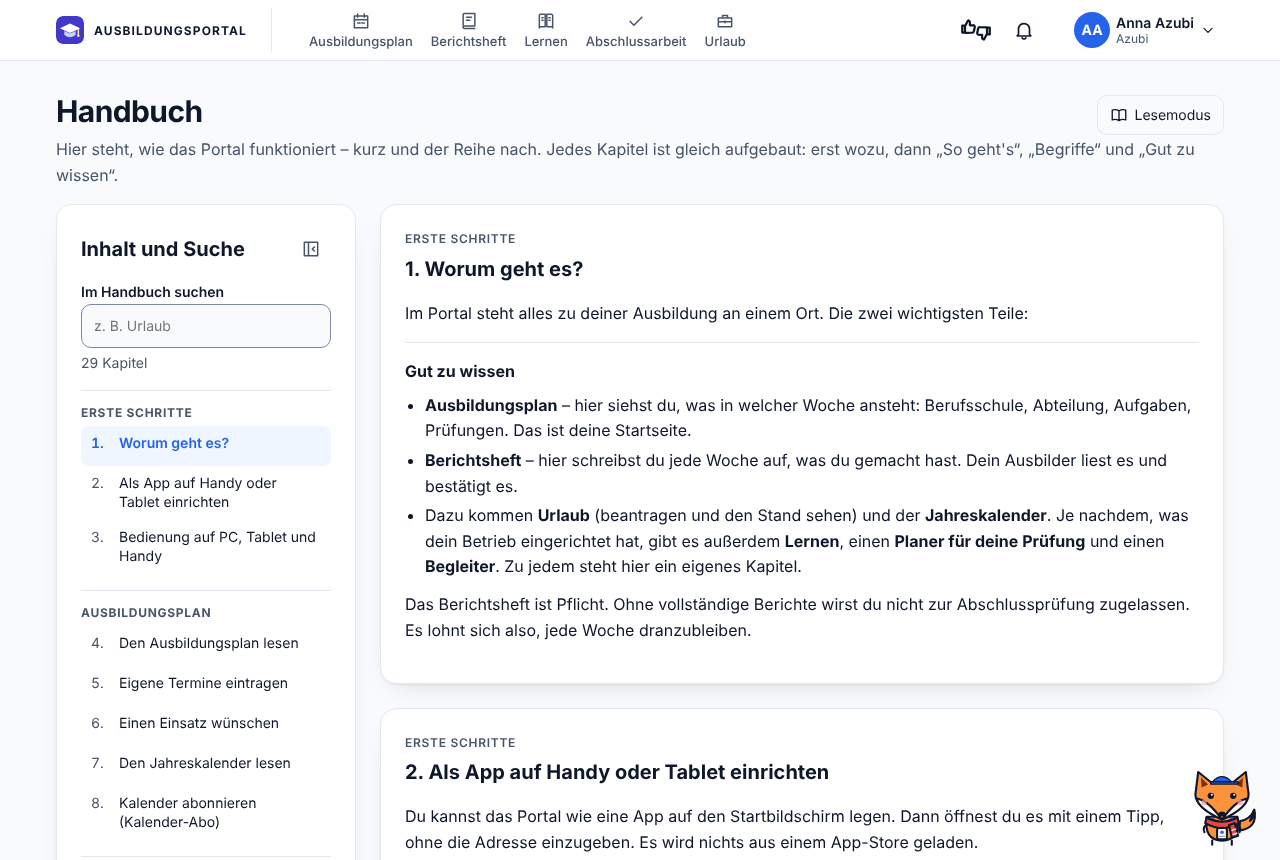 AUSBILDUNGSPORTAL
Ausbildungsplan
Berichtsheft
Lernen
Abschlussarbeit
Urlaub
AA
Anna Azubi
Azubi
Handbuch
Lesemodus
Hier steht, wie das Portal funktioniert – kurz und der Reihe nach. Jedes Kapitel ist gleich aufgebaut: erst wozu, dann „So geht's“, „Begriffe“ und „Gut zu
wissen“.
Inhalt und Suche
Im Handbuch suchen
z. B. Urlaub
29 Kapitel
ERSTE SCHRITTE
1. Worum geht es?
2. Als App auf Handy oder
Tablet einrichten
3. Bedienung auf PC, Tablet und
Handy
AUSBILDUNGSPLAN
4. Den Ausbildungsplan lesen
5. Eigene Termine eintragen
6. Einen Einsatz wünschen
7. Den Jahreskalender lesen
8. Kalender abonnieren
(Kalender-Abo)
ERSTE SCHRITTE
1. Worum geht es?
Im Portal steht alles zu deiner Ausbildung an einem Ort. Die zwei wichtigsten Teile:
Gut zu wissen
• Ausbildungsplan – hier siehst du, was in welcher Woche ansteht: Berufsschule, Abteilung, Aufgaben,
Prüfungen. Das ist deine Startseite.
• Berichtsheft – hier schreibst du jede Woche auf, was du gemacht hast. Dein Ausbilder liest es und
bestätigt es.
• Dazu kommen Urlaub (beantragen und den Stand sehen) und der Jahreskalender. Je nachdem, was
dein Betrieb eingerichtet hat, gibt es außerdem Lernen, einen Planer für deine Prüfung und einen
Begleiter. Zu jedem steht hier ein eigenes Kapitel.
Das Berichtsheft ist Pflicht. Ohne vollständige Berichte wirst du nicht zur Abschlussprüfung zugelassen.
Es lohnt sich also, jede Woche dranzubleiben.
ERSTE SCHRITTE
2. Als App auf Handy oder Tablet einrichten
Du kannst das Portal wie eine App auf den Startbildschirm legen. Dann öffnest du es mit einem Tipp,
ohne die Adresse einzugeben. Es wird nichts aus einem App-Store geladen.